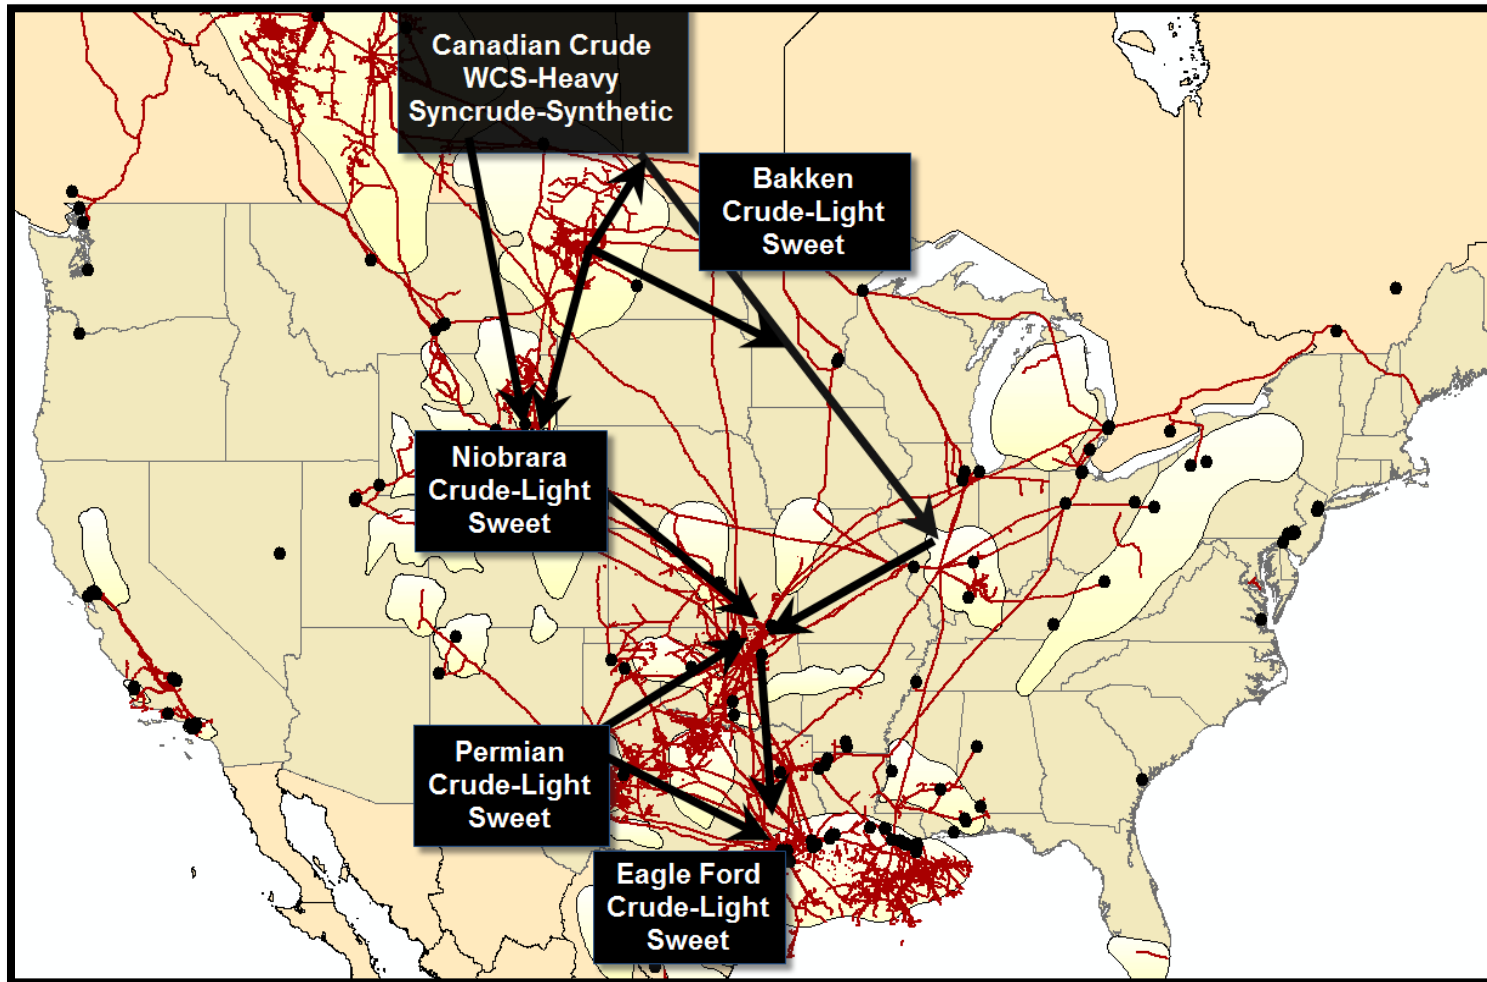 Canadian Crude
WCS-Heavy
Syncrude-Synthetic
Bakken
Crude-Light
Sweet
Niobrara
Crude-Light
Sweet
Permian
Crude-Light
Sweet
Eagle Ford
Crude-Light
Sweet